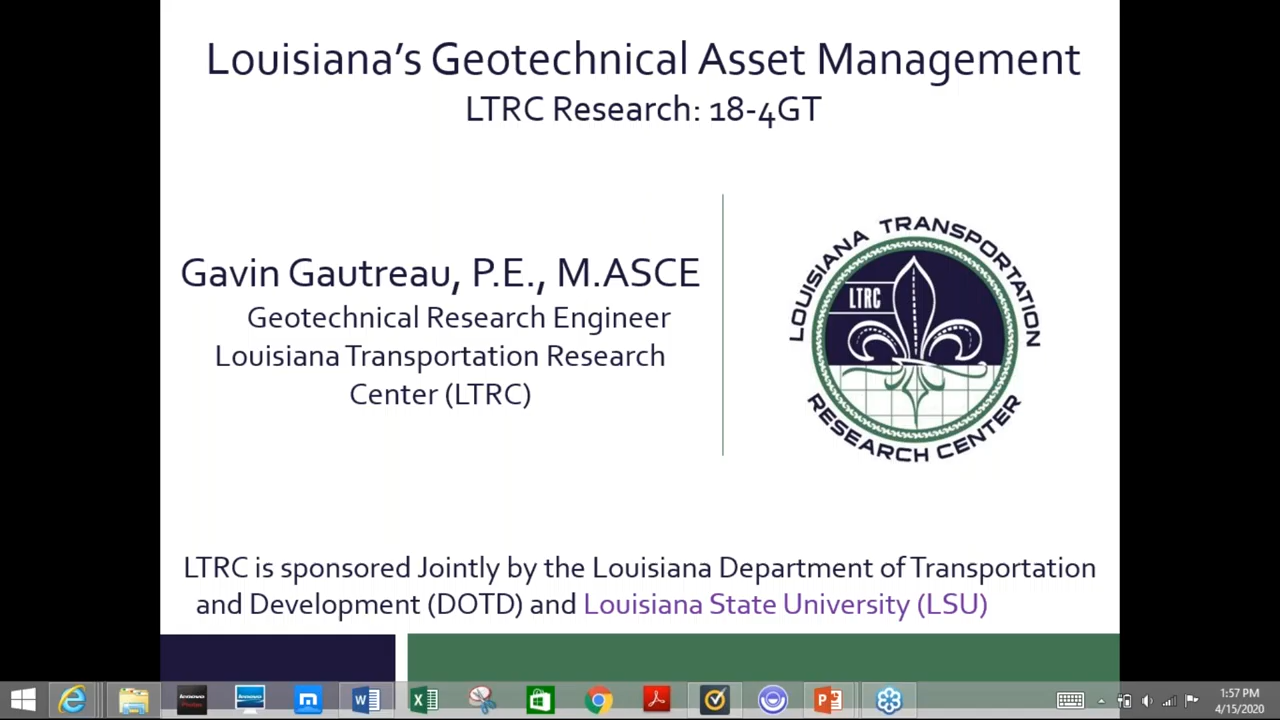 Louisiana's Geotechnical Asset Management
LTRC Research: 18-4GT
Gavin Gautreau, P.E., M.ASCE
Geotechnical Research Engineer
Louisiana Transportation Research
Center (LTRC)
LOUISIANA TRANSPORTATION
LTRC
RESEARCH CENTER
LTRC is sponsored Jointly by the Louisiana Department of Transportation
and Development (DOTD) and Louisiana State University (LSU)
1:57 PM
4/15/2020